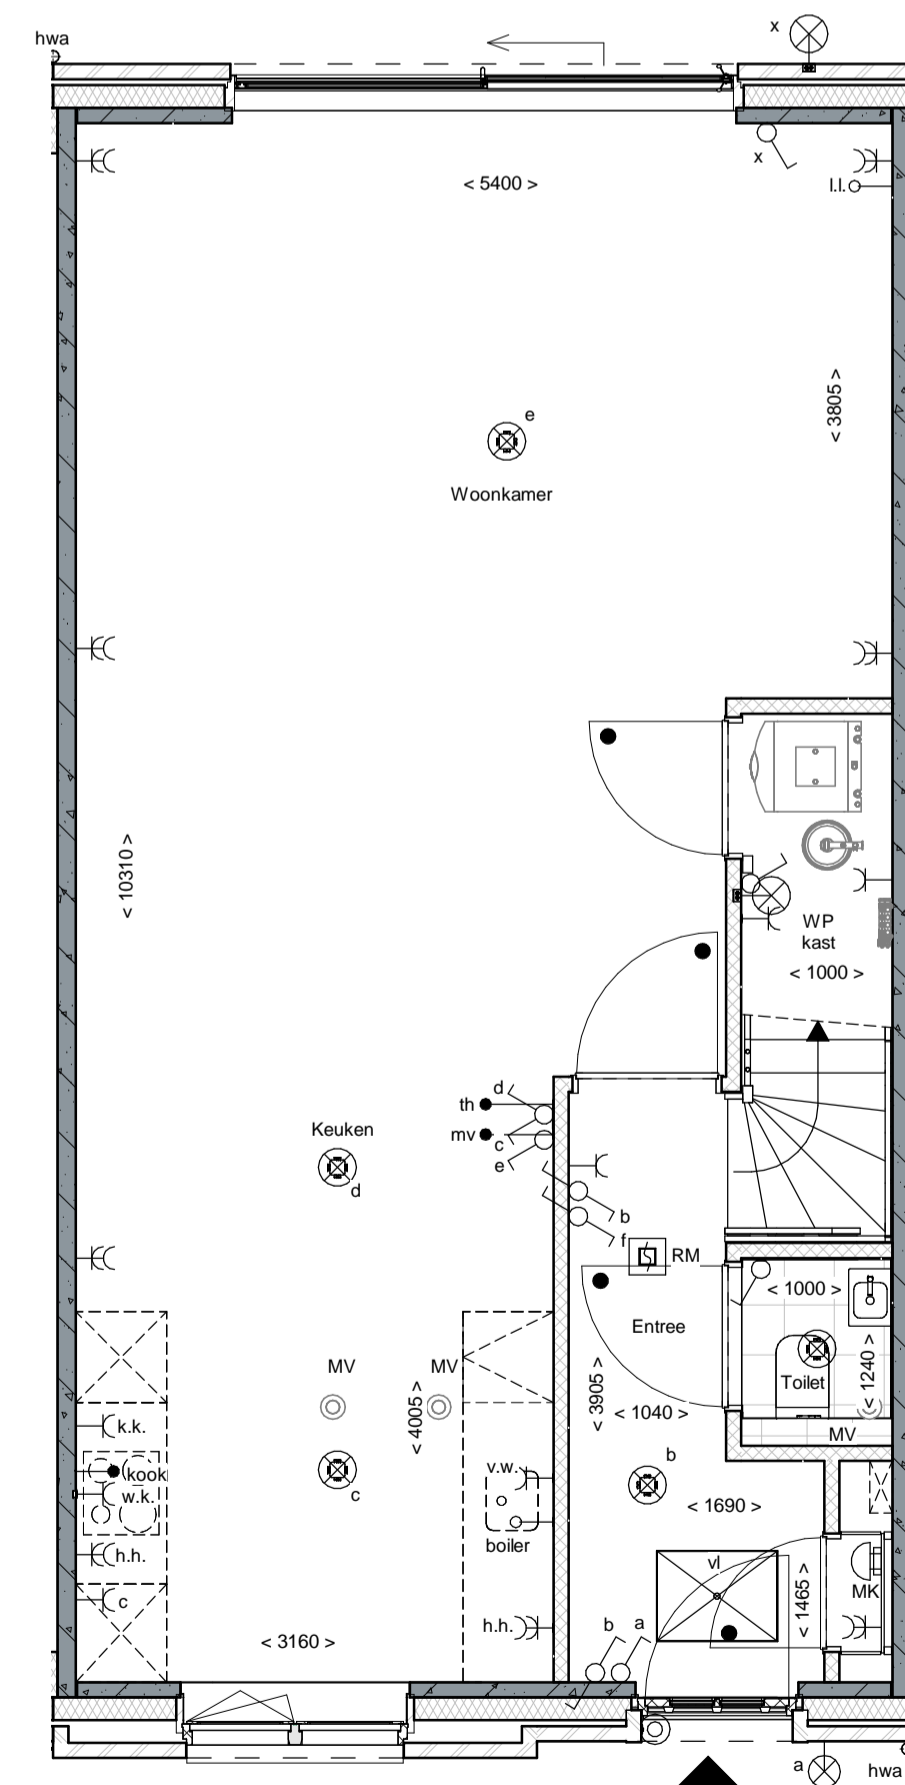 hwa
x
x
< 5400 >
l.l.
< 3805 >
e
Woonkamer
< 10310 >
WP
kast
< 1000 >
d
th
mv
c
e
Keuken
d
b
f
RM
< 1000 >
Entree
< 3905 >
< 1040 >
Toilet
< 1240 >
MV
MV
MV
< 4005 >
k.k.
kook
w.k.
h.h.
c
c
v.w.
boiler
h.h.
b
< 1690 >
vl
< 1465 >
MK
< 3160 >
b
a
a
hwa